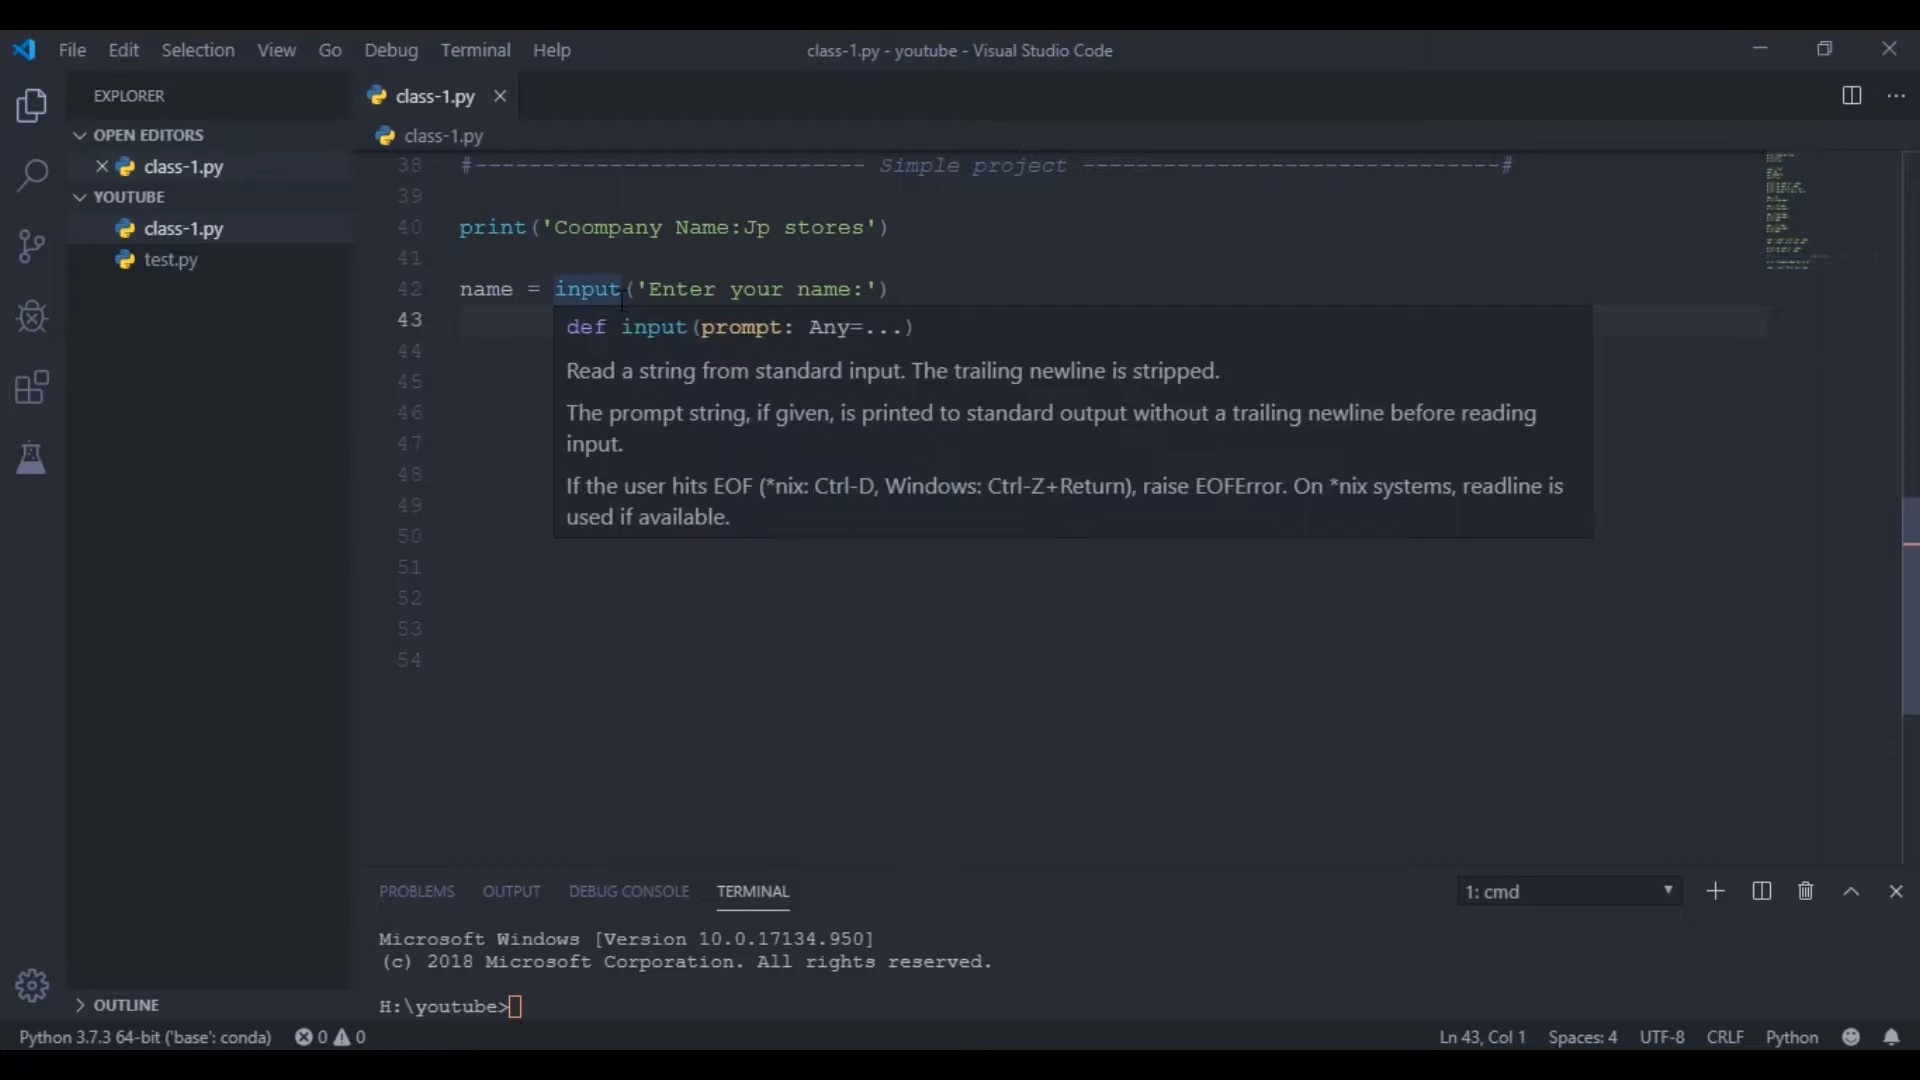 File Edit Selection View Go Debug Terminal Help
class-1.py - youtube - Visual Studio Code
EXPLORER
OPEN EDITORS
class-1.py
YOUTUBE
class-1.py
test.py
OUTLINE
class-1.py
class-1.py
38 #----------------------------- Simple project -------------------------------#
39
40 print('Coompany Name:Jp stores')
41
42 name = input('Enter your name:')
43
44
45
46
47
48
49
50
51
52
53
54
def input(prompt: Any=...)
Read a string from standard input. The trailing newline is stripped.
The prompt string, if given, is printed to standard output without a trailing newline before reading
input.
If the user hits EOF (*nix: Ctrl-D, Windows: Ctrl-Z+Return), raise EOFError. On *nix systems, readline is
used if available.
PROBLEMS OUTPUT DEBUG CONSOLE TERMINAL
1: cmd
Microsoft Windows [Version 10.0.17134.950]
(c) 2018 Microsoft Corporation. All rights reserved.
H:\youtube>
Python 3.7.3 64-bit ('base': conda) 0 0 Ln 43, Col 1 Spaces: 4 UTF-8 CRLF Python